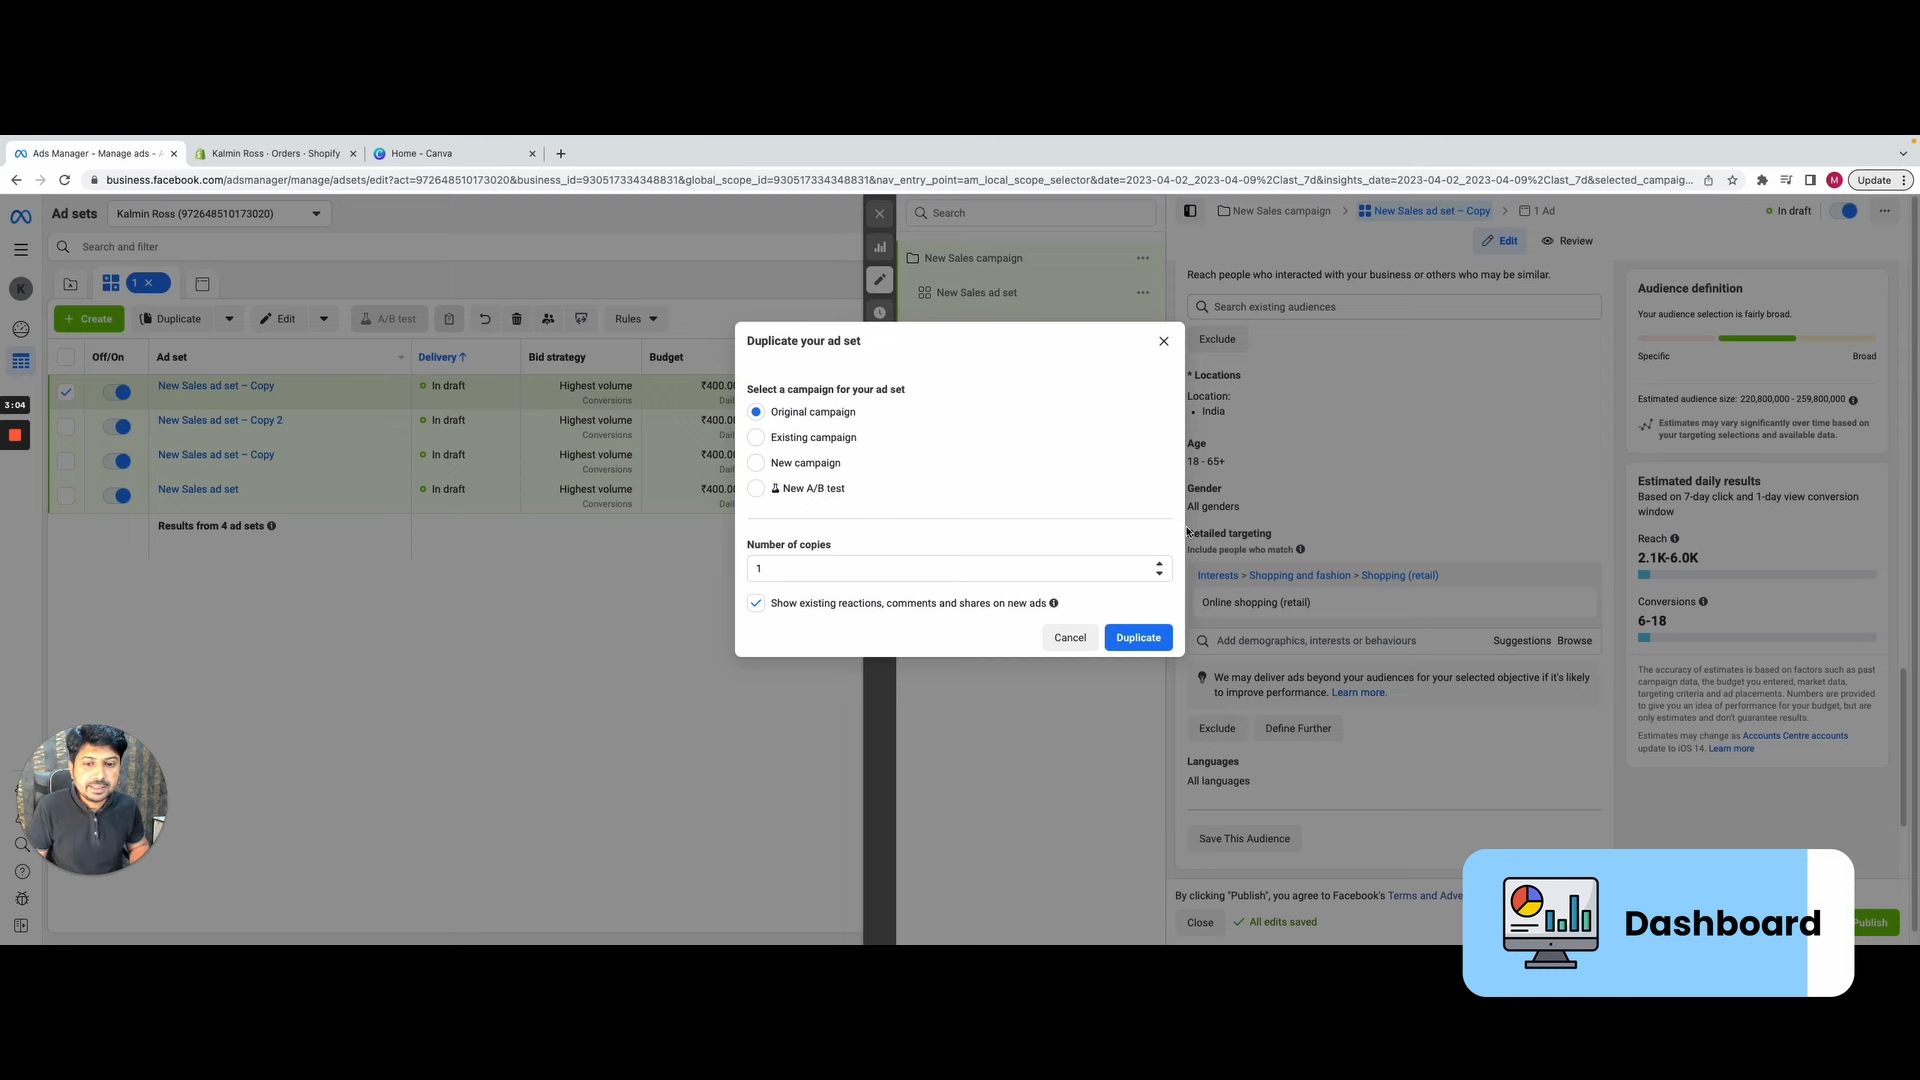 Ads Manager - Manage ads - A
Kalmin Ross · Orders · Shopify
Home - Canva
business.facebook.com/adsmanager/manage/adsets/edit?act=972648510173020&business_id=930517334348831&global_scope_id=930517334348831&nav_entry_point=am_local_scope_selector&date=2023-04-02_2023-04-09%2Clast_7d&insights_date=2023-04-02_2023-04-09%2Clast_7d&selected_campaig...
M
Update
Ad sets
Kalmin Ross (972648510173020)
Search and filter
K
1
+ Create
Duplicate
Edit
A/B test
Rules
Off/On
Ad set
Delivery ↑
Bid strategy
Budget
New Sales ad set – Copy
In draft
Highest volume
Conversions
₹400.0
Dail
New Sales ad set – Copy 2
In draft
Highest volume
Conversions
₹400.0
Dail
New Sales ad set – Copy
In draft
Highest volume
Conversions
₹400.0
Dail
New Sales ad set
In draft
Highest volume
Conversions
₹400.0
Dail
Results from 4 ad sets
3:04
Search
New Sales campaign
New Sales ad set
Duplicate your ad set
Select a campaign for your ad set
Original campaign
Existing campaign
New campaign
New A/B test
Number of copies
1
Show existing reactions, comments and shares on new ads
Cancel
Duplicate
New Sales campaign
New Sales ad set – Copy
1 Ad
In draft
Edit
Review
Reach people who interacted with your business or others who may be similar.
Search existing audiences
Exclude
* Locations
Location:
• India
Age
18 - 65+
Gender
All genders
etailed targeting
Include people who match
Interests > Shopping and fashion > Shopping (retail)
Online shopping (retail)
Add demographics, interests or behaviours
Suggestions
Browse
We may deliver ads beyond your audiences for your selected objective if it's likely
to improve performance. Learn more.
Exclude
Define Further
Languages
All languages
Save This Audience
By clicking "Publish", you agree to Facebook's Terms and Adve
Close
All edits saved
Publish
Audience definition
Your audience selection is fairly broad.
Specific
Broad
Estimated audience size: 220,800,000 - 259,800,000
Estimates may vary significantly over time based on
your targeting selections and available data.
Estimated daily results
Based on 7-day click and 1-day view conversion
window
Reach
2.1K-6.0K
Conversions
6-18
The accuracy of estimates is based on factors such as past
campaign data, the budget you entered, market data,
targeting criteria and ad placements. Numbers are provided
to give you an idea of performance for your budget, but are
only estimates and don't guarantee results.
Estimates may change as Accounts Centre accounts
update to iOS 14. Learn more
Dashboard